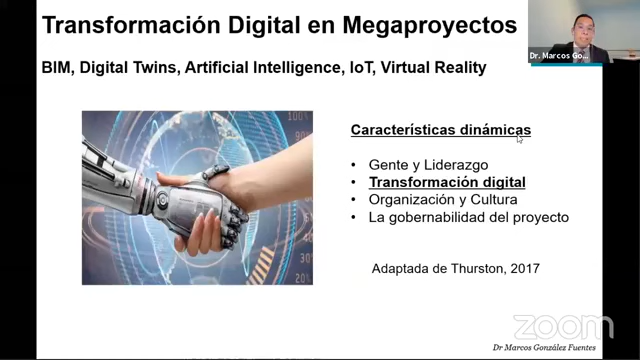 Transformación Digital en Megaproyectos
Dr. Marcos Go...
BIM, Digital Twins, Artificial Intelligence, IoT, Virtual Reality
100%
Características dinámicas
• Gente y Liderazgo
• Transformación digital
• Organización y Cultura
• La gobernabilidad del proyecto
Adaptada de Thurston, 2017
zoom
Dr Marcos González Fuentes